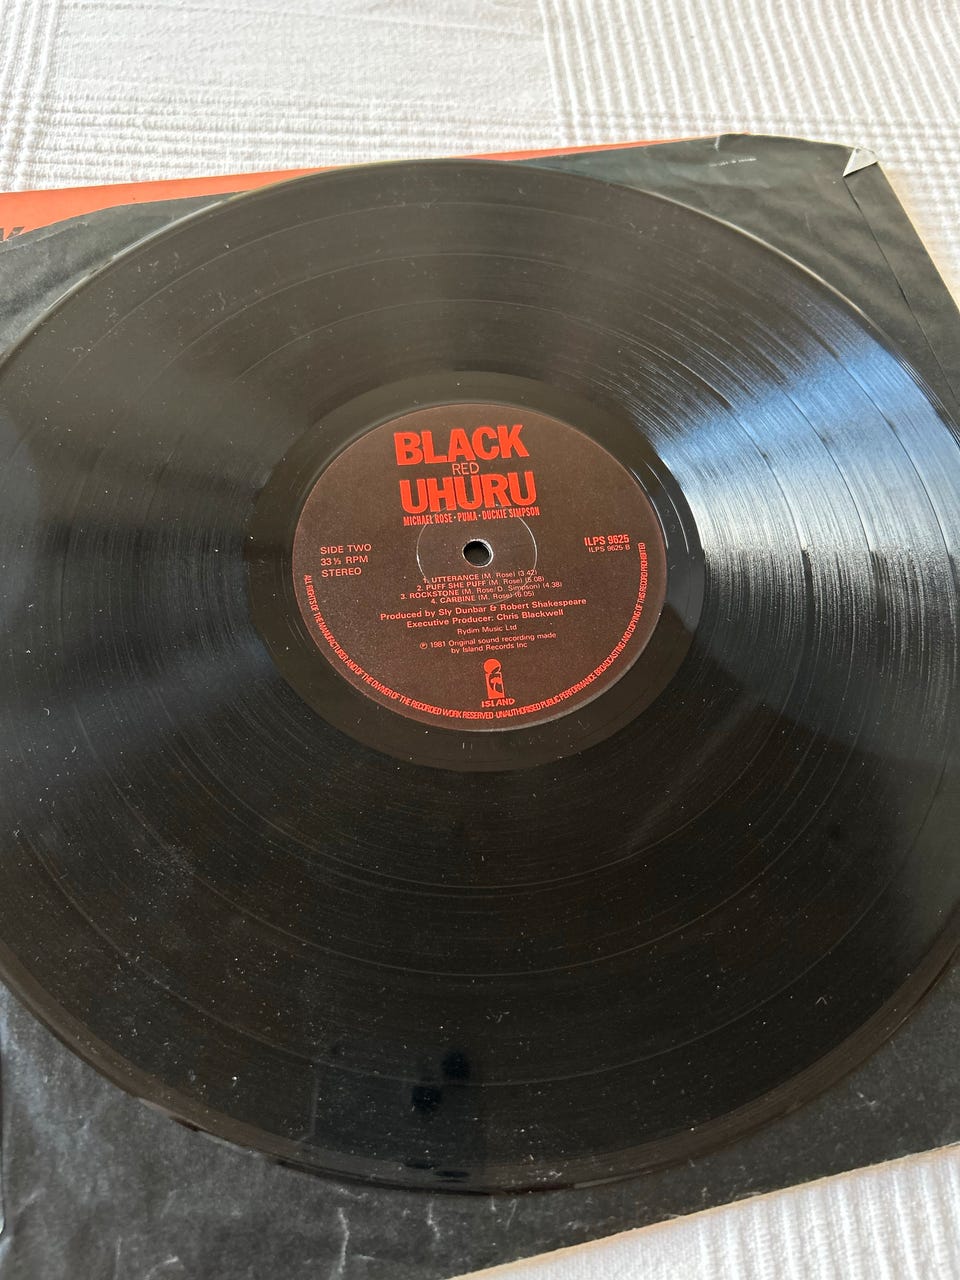 BLACK
RED
UHURU
MICHAEL ROSE • PUMA • DUCKIE SIMPSON
SIDE TWO
33⅓ RPM
STEREO
ILPS 9625
ILPS 9625 B
1. UTTERANCE (M. Rose) (3.42)
2. PUFF SHE PUFF (M. Rose) (5.08)
3. ROCKSTONE (M. Rose/D. Simpson) (4.38)
4. CARBINE (M. Rose) (6.05)
Produced by Sly Dunbar & Robert Shakespeare
Executive Producer: Chris Blackwell
Rydim Music Ltd
℗ 1981 Original sound recording made
by Island Records Inc
ISLAND
ALL RIGHTS OF THE MANUFACTURER AND OF THE OWNER OF THE RECORDED WORK RESERVED·UNAUTHORISED PUBLIC PERFORMANCE BROADCASTING AND COPYING OF THIS RECORD PROHIBITED